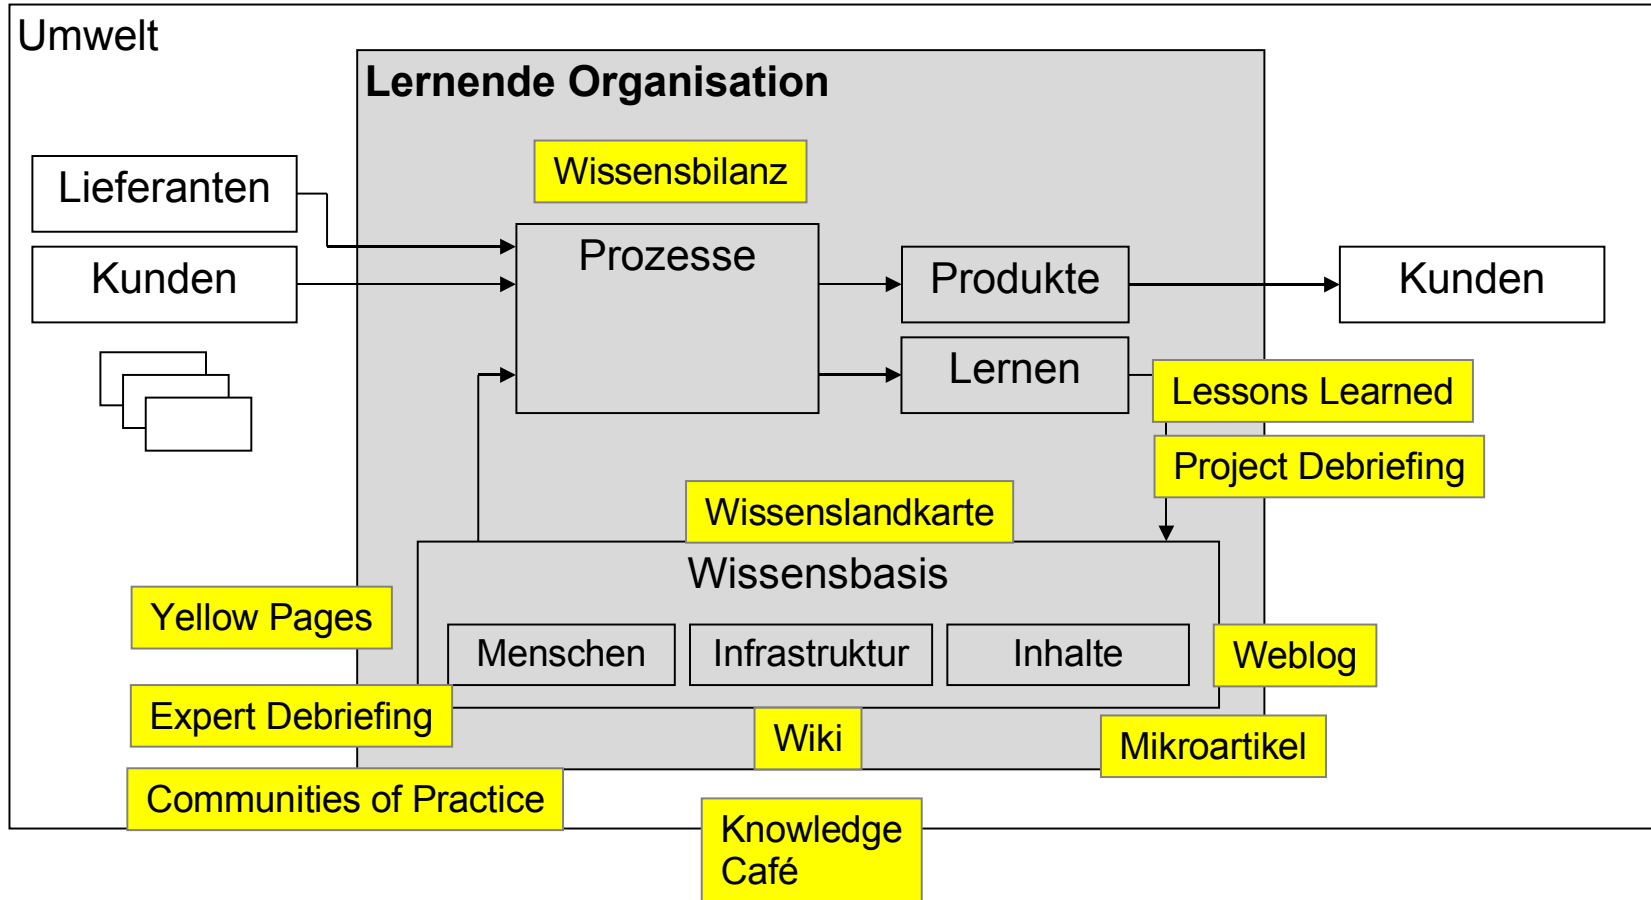 Umwelt
Lernende Organisation
Wissensbilanz
Lieferanten
Prozesse
Kunden
Produkte
Kunden
Lernen
Lessons Learned
Project Debriefing
Wissenslandkarte
Wissensbasis
Yellow Pages
Menschen
Infrastruktur
Inhalte
Weblog
Expert Debriefing
Wiki
Mikroartikel
Communities of Practice
Knowledge
Café